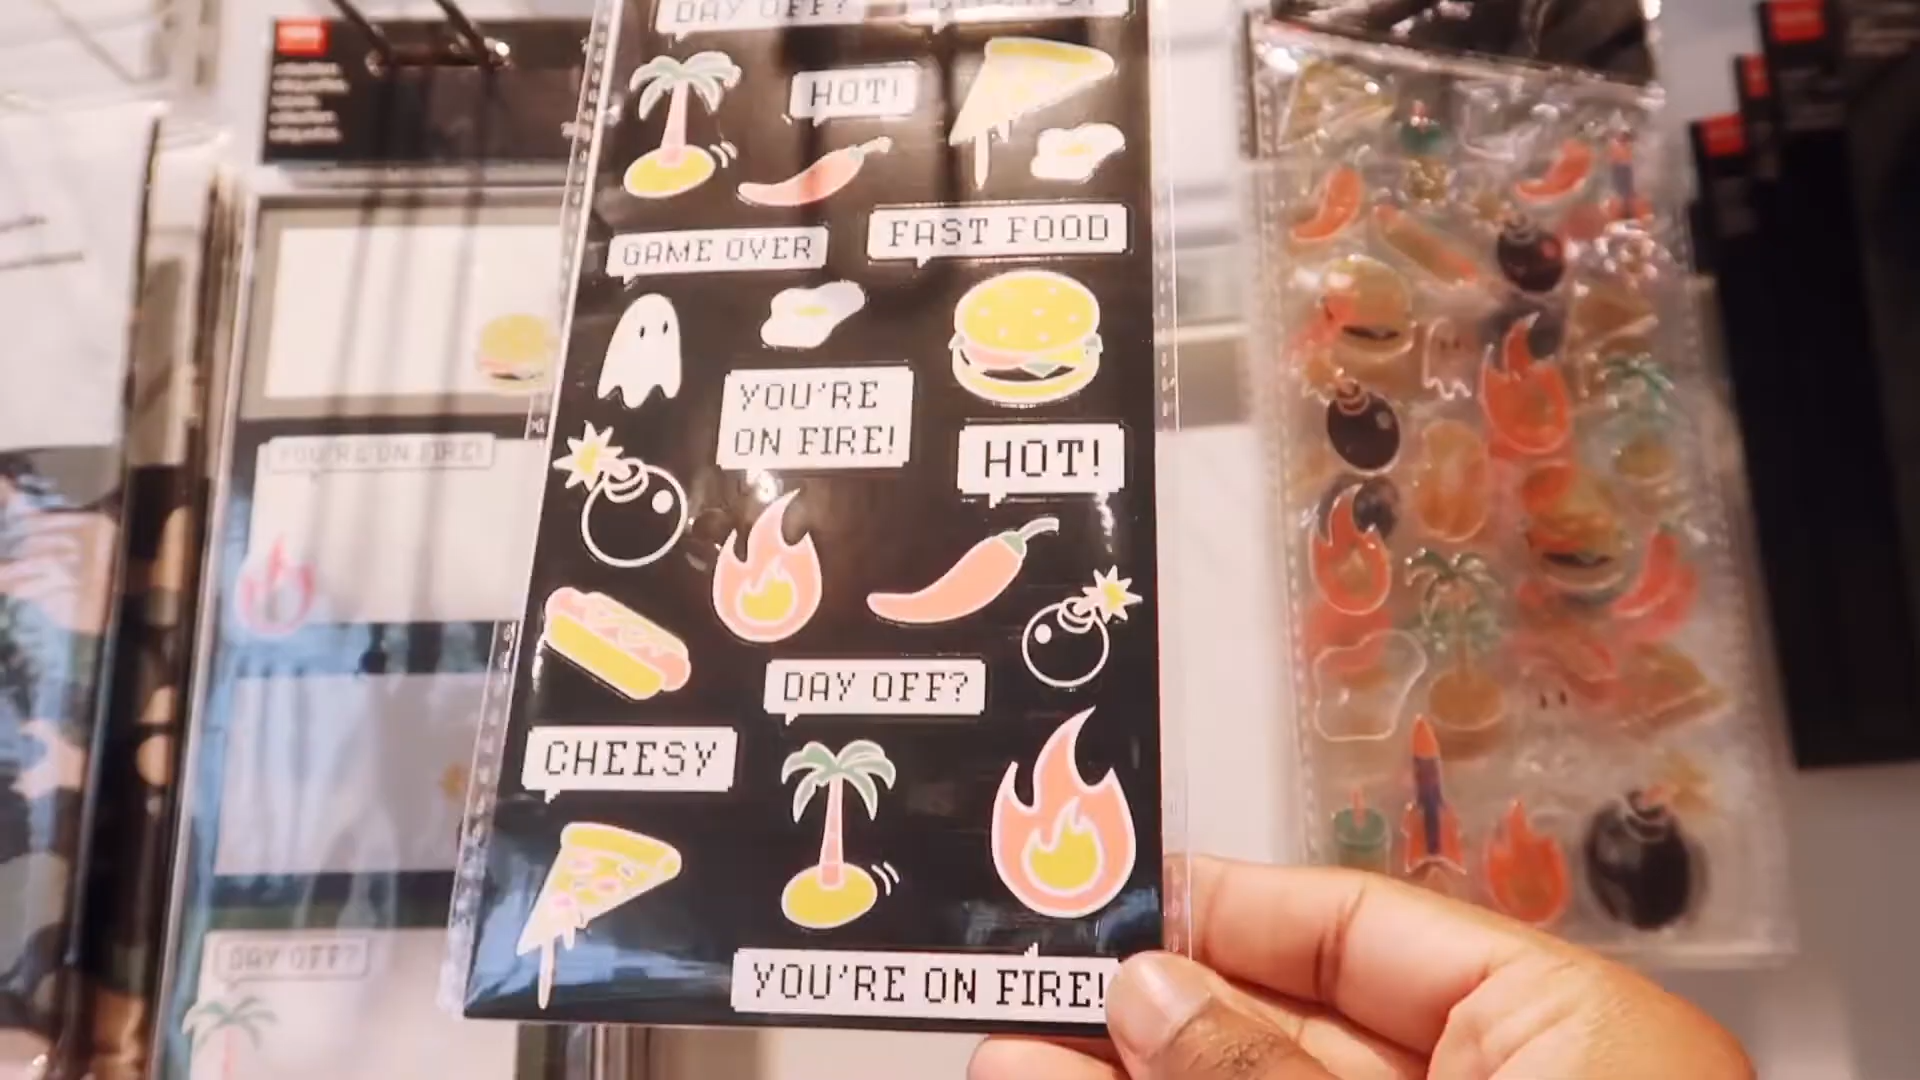 DAY OFF?
HOT!
GAME OVER
FAST FOOD
YOU'RE
ON FIRE!
HOT!
DAY OFF?
CHEESY
YOU'RE ON FIRE!
YOU'RE ON FIRE!
DAY OFF?